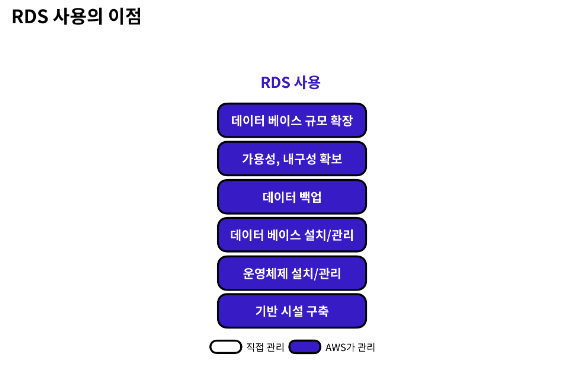 RDS 사용의 이점
RDS 사용
데이터 베이스 규모 확장
가용성, 내구성 확보
데이터 백업
데이터 베이스 설치/관리
운영체제 설치/관리
기반 시설 구축
직접 관리 AWS가 관리